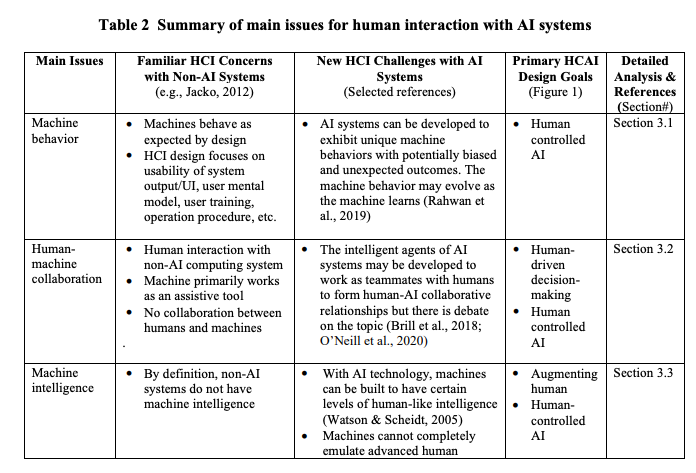 Table 2 Summary of main issues for human interaction with AI systems
Main Issues
Familiar HCI Concerns
with Non-AI Systems
(e.g., Jacko, 2012)
New HCI Challenges with AI
Systems
(Selected references)
Primary HCAI
Design Goals
(Figure 1)
Detailed
Analysis &
References
(Section#)
Machine
behavior
• Machines behave as
expected by design
• HCI design focuses on
usability of system
output/UI, user mental
model, user training,
operation procedure, etc.
• AI systems can be developed to
exhibit unique machine
behaviors with potentially biased
and unexpected outcomes. The
machine behavior may evolve as
the machine learns (Rahwan et
al., 2019)
• Human
controlled
AI
Section 3.1
Human-
machine
collaboration
• Human interaction with
non-AI computing system
• Machine primarily works
as an assistive tool
• No collaboration between
humans and machines
.
• The intelligent agents of AI
systems may be developed to
work as teammates with humans
to form human-AI collaborative
relationships but there is debate
on the topic (Brill et al., 2018;
O’Neill et al., 2020)
• Human-
driven
decision-
making
• Human
controlled
AI
Section 3.2
Machine
intelligence
• By definition, non-AI
systems do not have
machine intelligence
• With AI technology, machines
can be built to have certain
levels of human-like intelligence
(Watson & Scheidt, 2005)
• Machines cannot completely
emulate advanced human
• Augmenting
human
• Human-
controlled
AI
Section 3.3